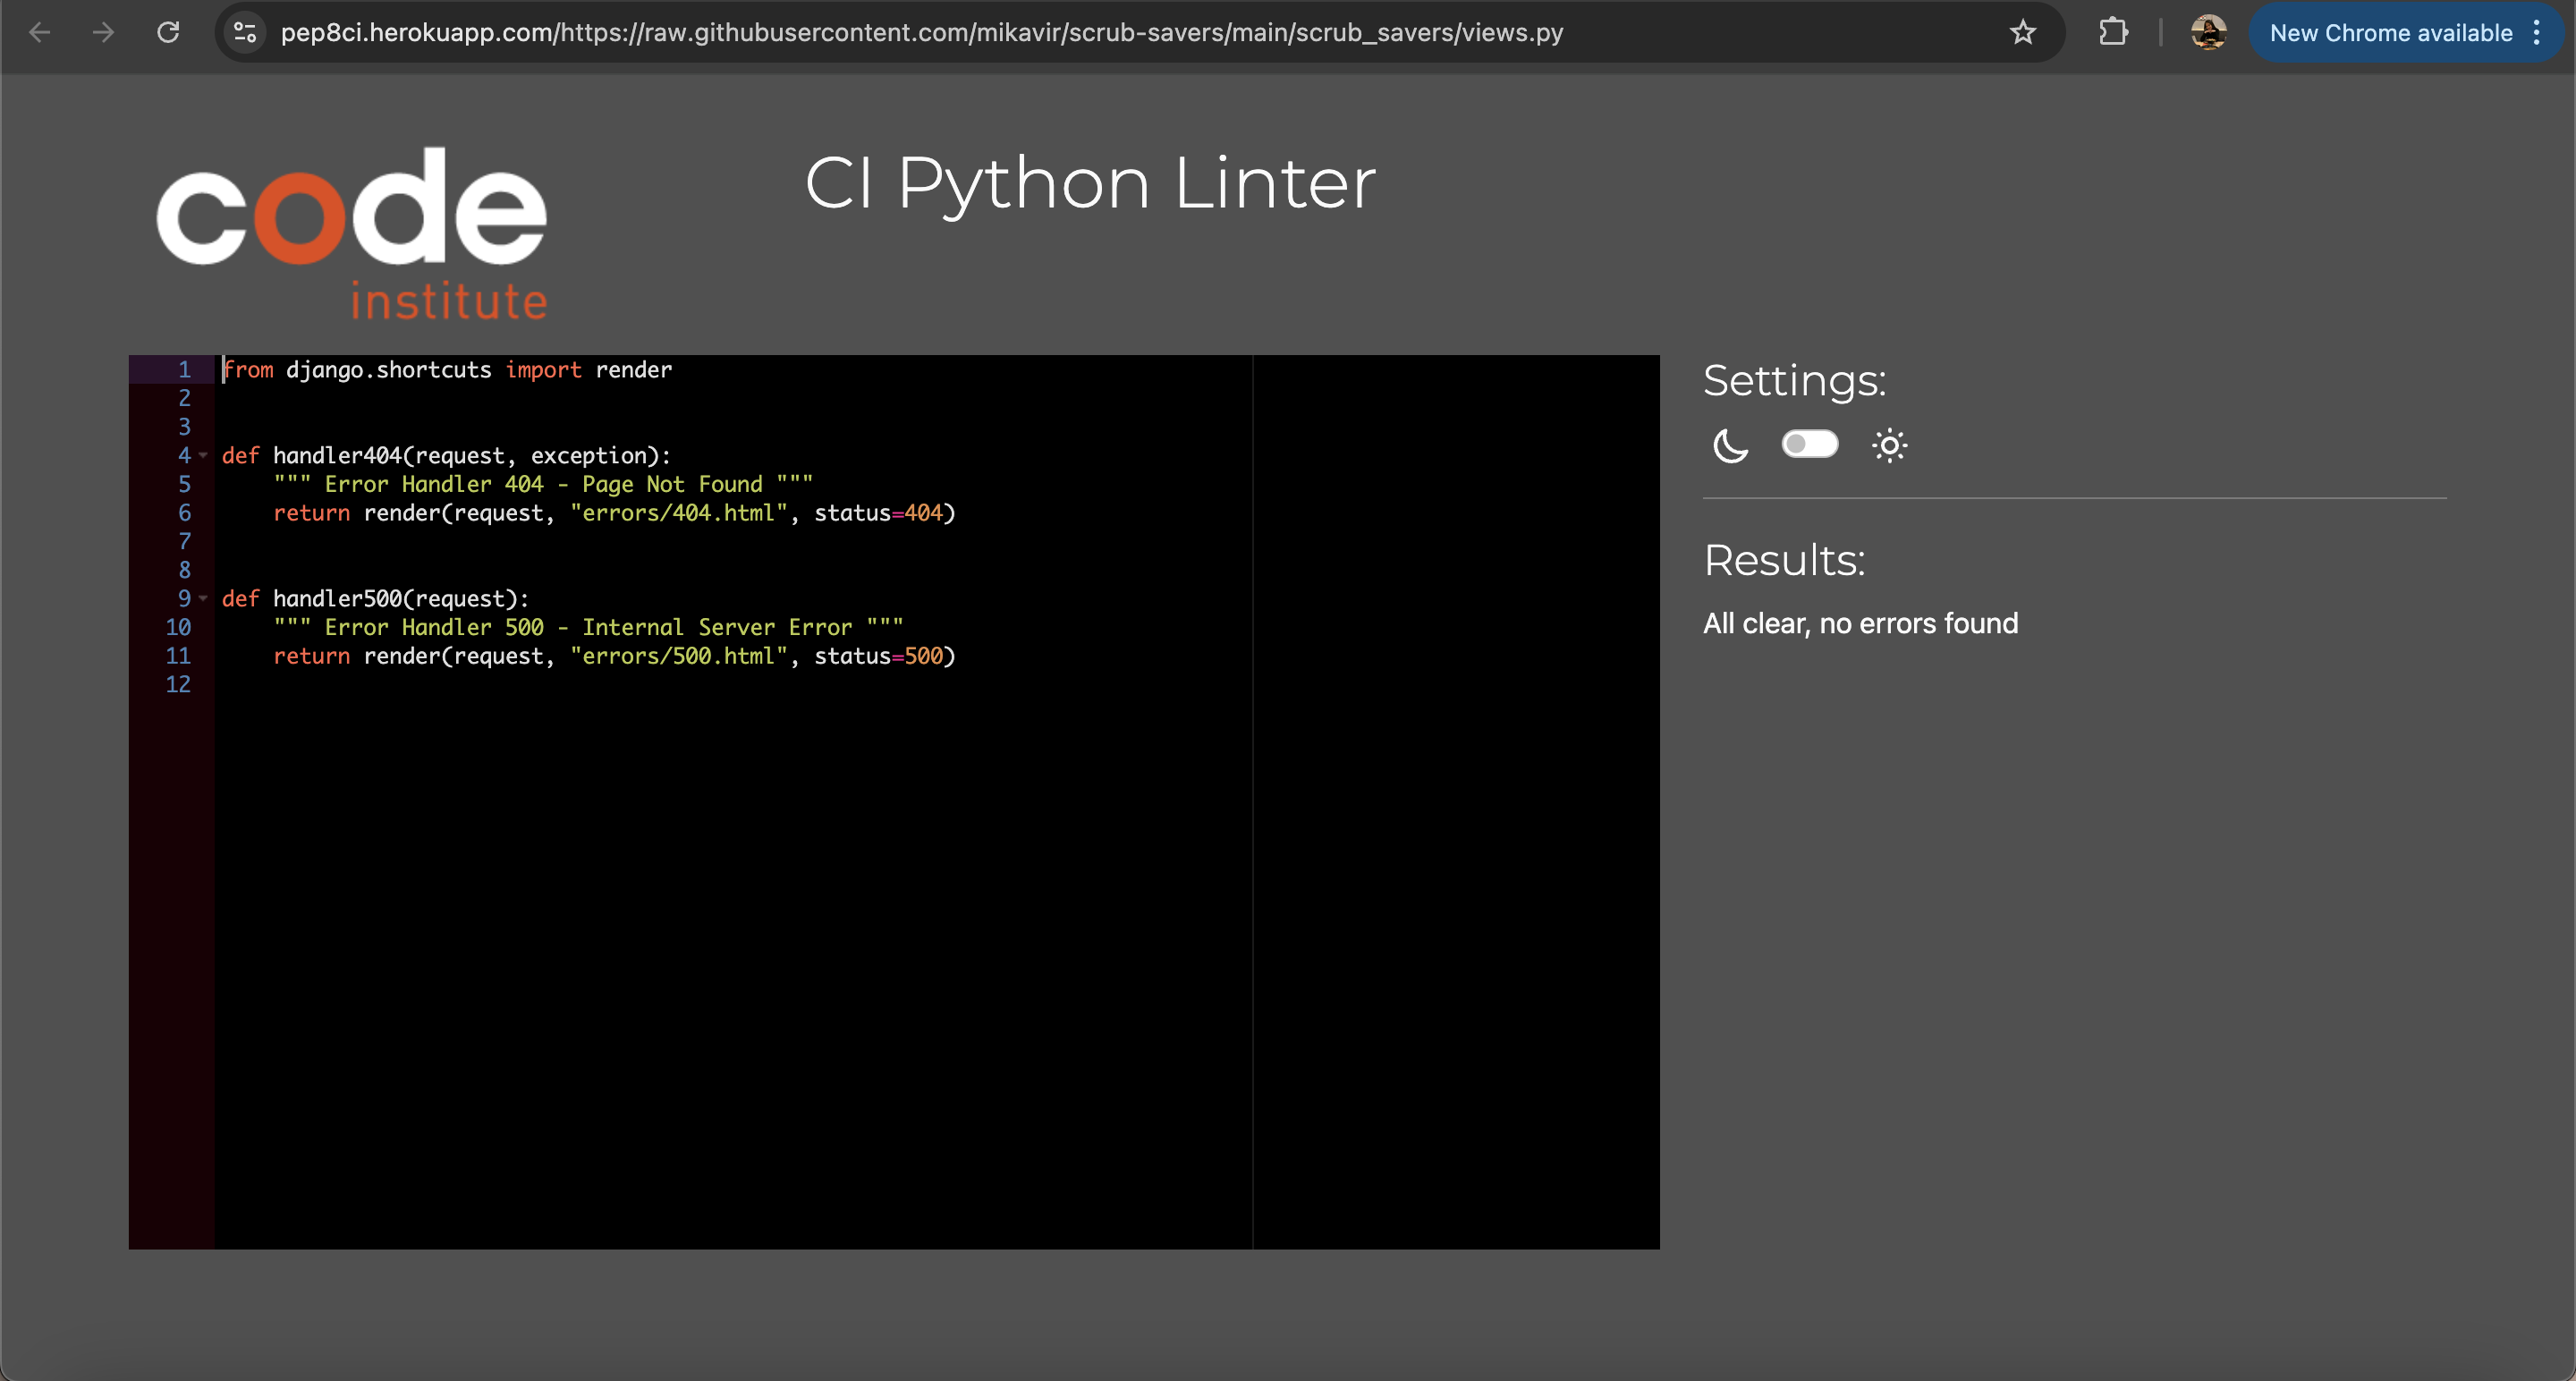 pep8ci.herokuapp.com/https://raw.githubusercontent.com/mikavir/scrub-savers/main/scrub_savers/views.py
New Chrome available
code
institute
CI Python Linter
1 from django.shortcuts import render
2
3
4 def handler404(request, exception):
5     """ Error Handler 404 - Page Not Found """
6     return render(request, "errors/404.html", status=404)
7
8
9 def handler500(request):
10     """ Error Handler 500 - Internal Server Error """
11     return render(request, "errors/500.html", status=500)
12
Settings:
Results:
All clear, no errors found